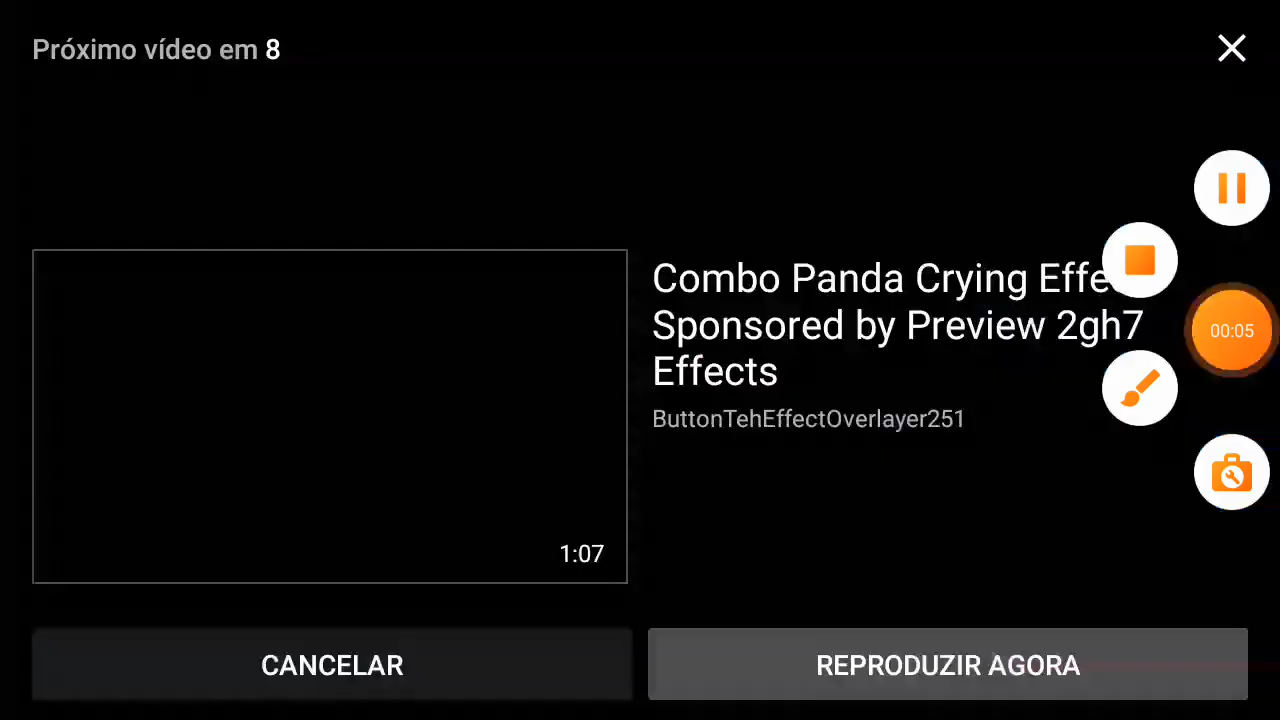 Próximo vídeo em 8
Combo Panda Crying Effe
Sponsored by Preview 2gh7
Effects
ButtonTehEffectOverlayer251
00:05
1:07
CANCELAR
REPRODUZIR AGORA